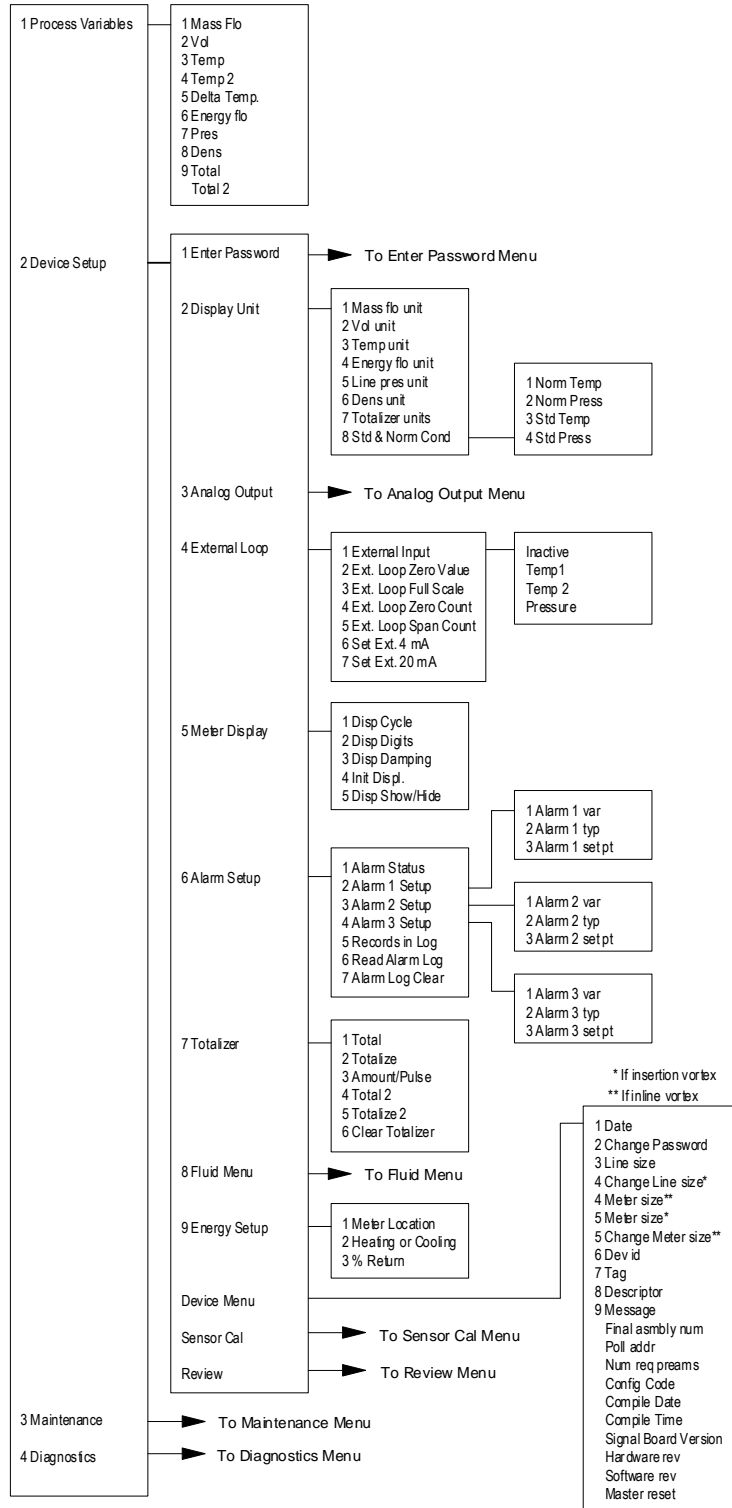 1 Process Variables
1 Mass Flo
2 Vol
3 Temp
4 Temp 2
5 Delta Temp.
6 Energy flo
7 Pres
8 Dens
9 Total
Total 2
2 Device Setup
1 Enter Password
To Enter Password Menu
2 Display Unit
1 Mass flo unit
2 Vol unit
3 Temp unit
4 Energy flo unit
5 Line pres unit
6 Dens unit
7 Totalizer units
8 Std & Norm Cond
1 Norm Temp
2 Norm Press
3 Std Temp
4 Std Press
3 Analog Output
To Analog Output Menu
4 External Loop
1 External Input
2 Ext. Loop Zero Value
3 Ext. Loop Full Scale
4 Ext. Loop Zero Count
5 Ext. Loop Span Count
6 Set Ext. 4 mA
7 Set Ext. 20 mA
Inactive
Temp1
Temp 2
Pressure
5 Meter Display
1 Disp Cycle
2 Disp Digits
3 Disp Damping
4 Init Displ.
5 Disp Show/Hide
6 Alarm Setup
1 Alarm Status
2 Alarm 1 Setup
3 Alarm 2 Setup
4 Alarm 3 Setup
5 Records in Log
6 Read Alarm Log
7 Alarm Log Clear
1 Alarm 1 var
2 Alarm 1 typ
3 Alarm 1 set pt
1 Alarm 2 var
2 Alarm 2 typ
3 Alarm 2 set pt
1 Alarm 3 var
2 Alarm 3 typ
3 Alarm 3 set pt
7 Totalizer
1 Total
2 Totalize
3 Amount/Pulse
4 Total 2
5 Totalize 2
6 Clear Totalizer
8 Fluid Menu
To Fluid Menu
9 Energy Setup
1 Meter Location
2 Heating or Cooling
3 % Return
Device Menu
* If insertion vortex
** If inline vortex
1 Date
2 Change Password
3 Line size
4 Change Line size*
4 Meter size**
5 Meter size*
5 Change Meter size**
6 Dev id
7 Tag
8 Descriptor
9 Message
Final asmbly num
Poll addr
Num req preams
Config Code
Compile Date
Compile Time
Signal Board Version
Hardware rev
Software rev
Master reset
Sensor Cal
To Sensor Cal Menu
Review
To Review Menu
3 Maintenance
To Maintenance Menu
4 Diagnostics
To Diagnostics Menu